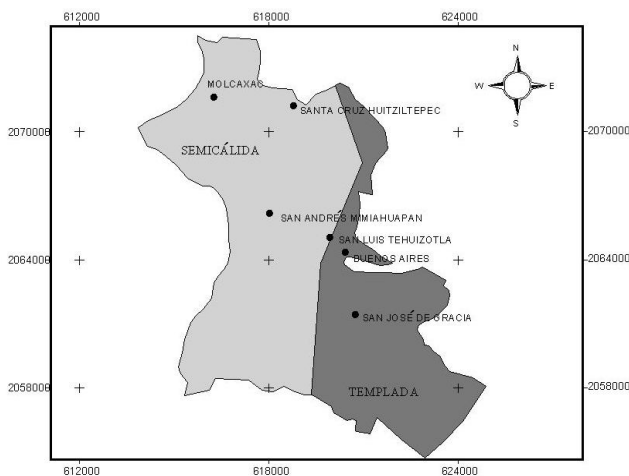 612000 618000 624000
N
W E
S
MOLCAXAC
SANTA CRUZ HUITZILTEPEC
2070000 2070000
SEMICÁLIDA
SAN ANDRÉS MIMIAHUAPAN
SAN LUIS TEHUIZOTLA
BUENOS AIRES
2064000 2064000
SAN JOSÉ DE GRACIA
2058000 2058000
TEMPLADA
612000 618000 624000